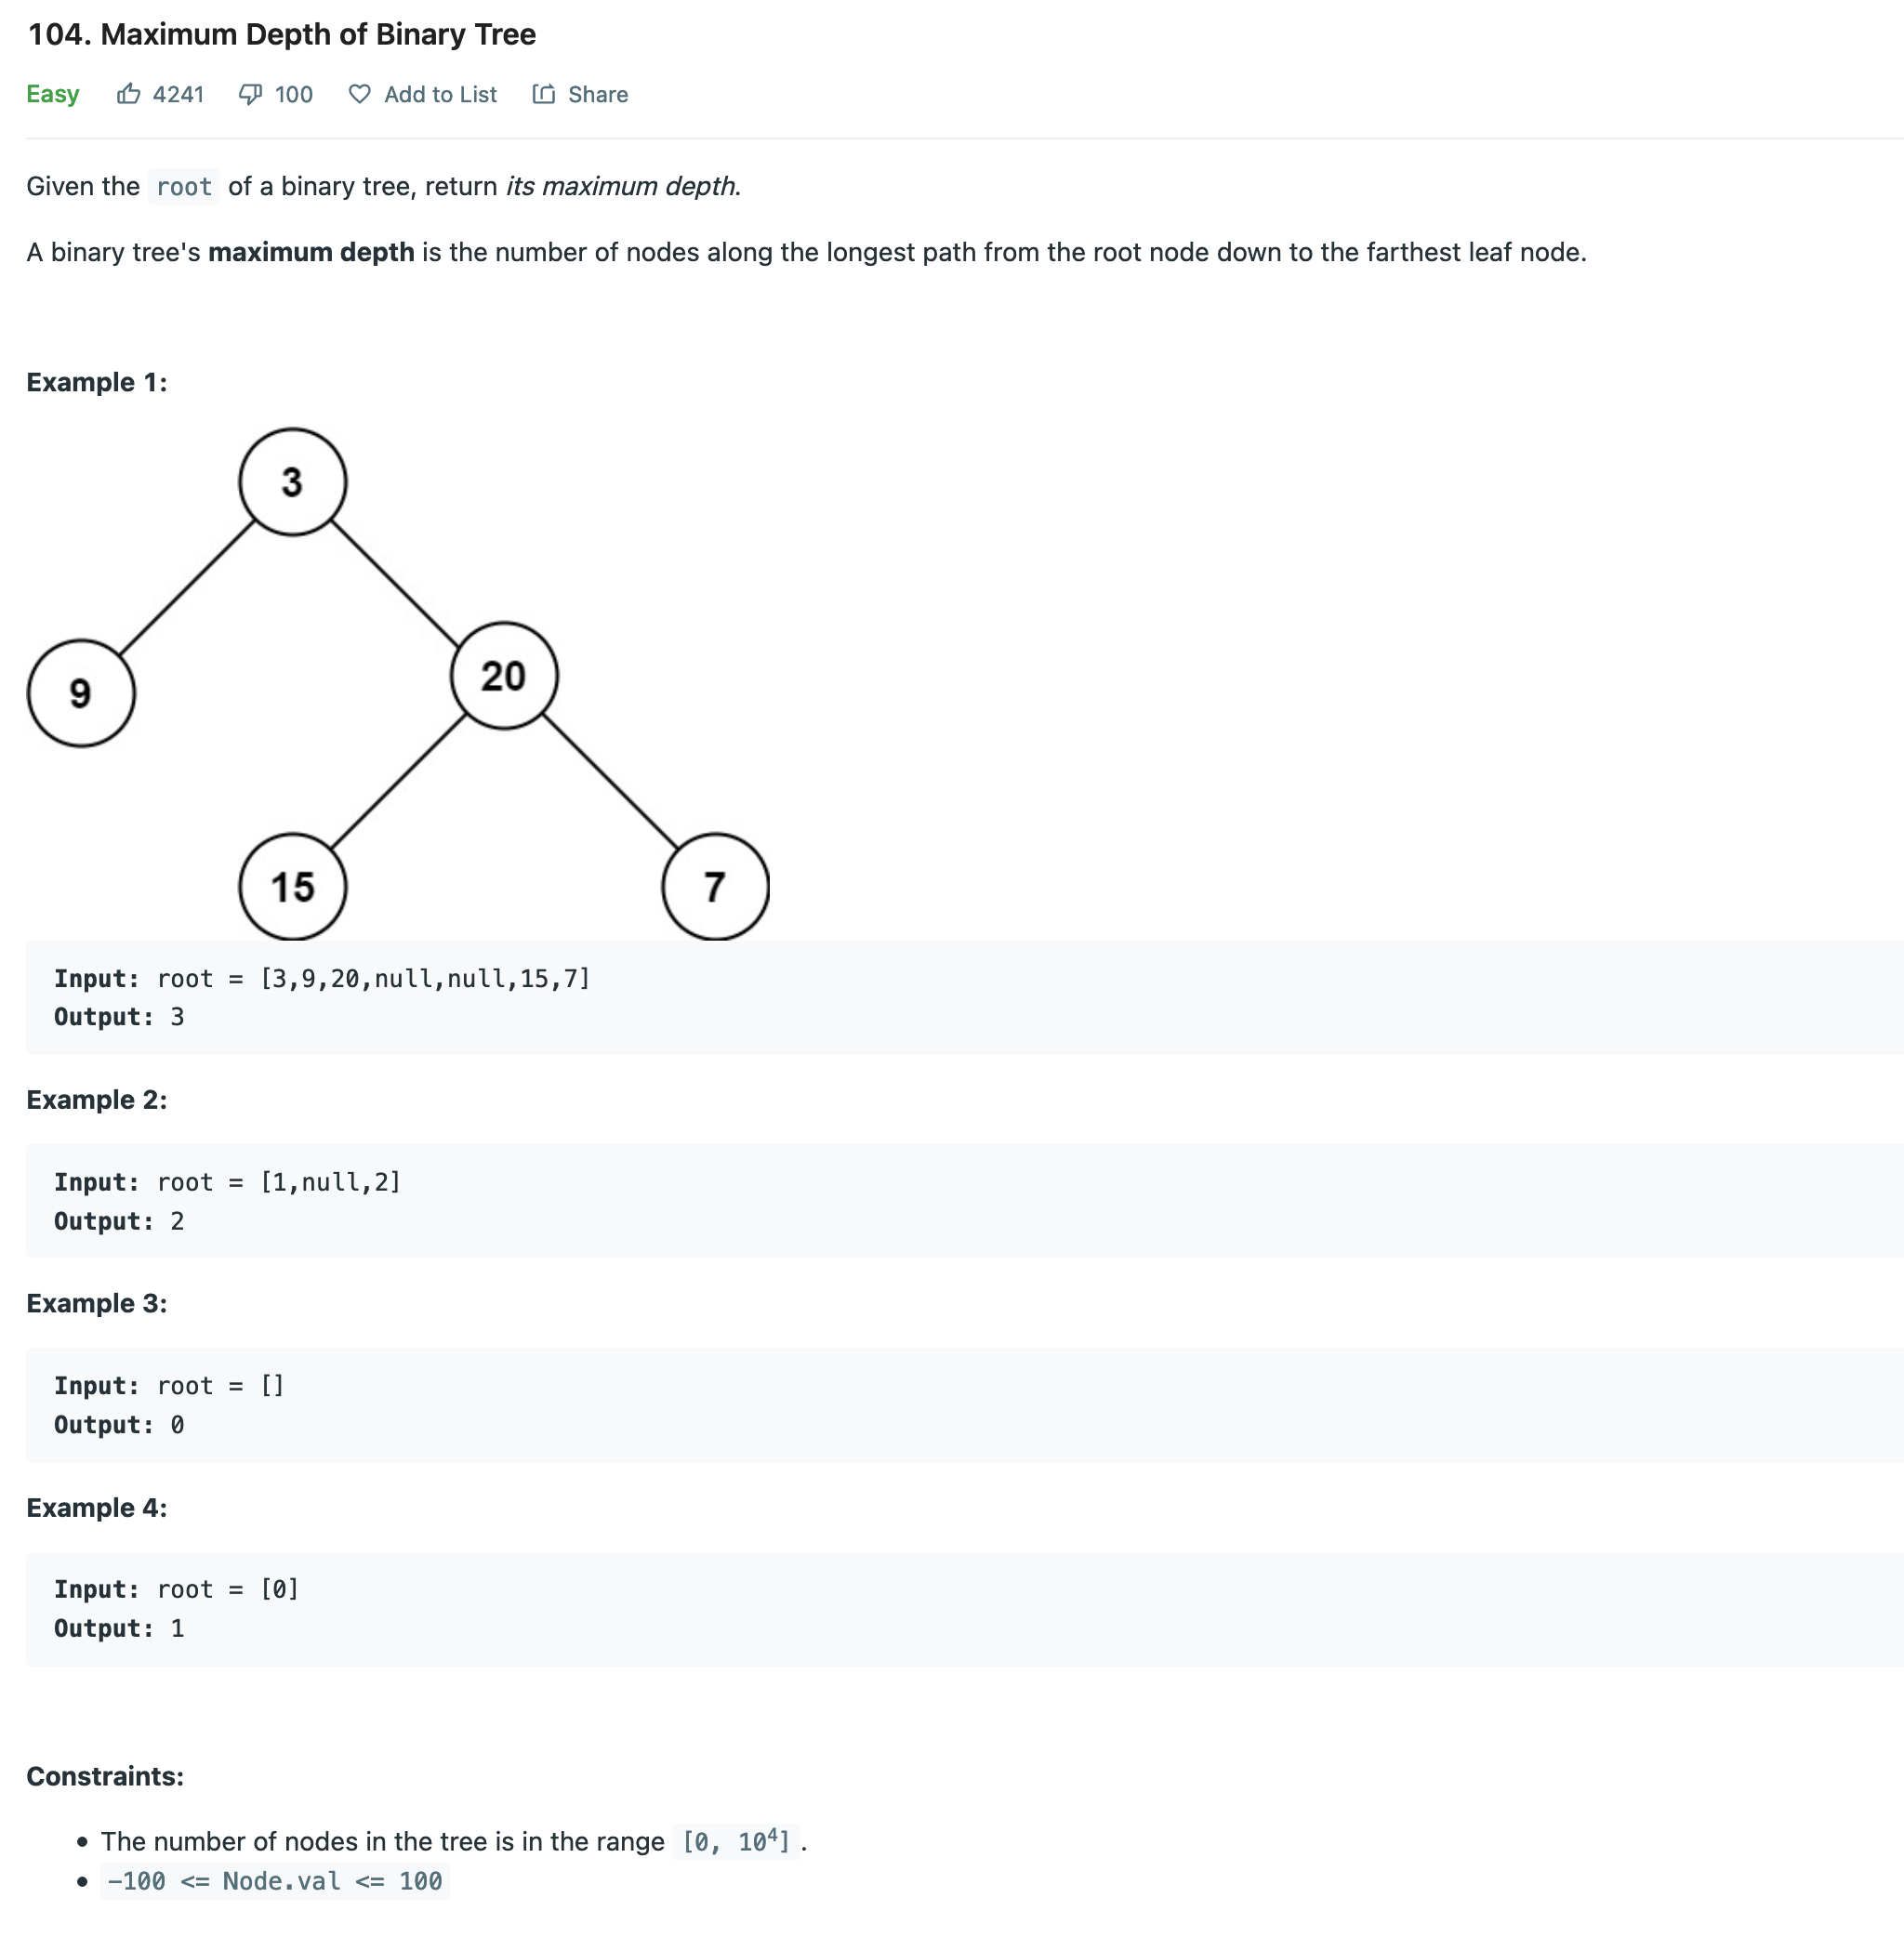 104. Maximum Depth of Binary Tree
Easy 4241 100 Add to List Share
Given the root of a binary tree, return its maximum depth.
A binary tree's maximum depth is the number of nodes along the longest path from the root node down to the farthest leaf node.
Example 1:
3
9 20
15 7
Input: root = [3,9,20,null,null,15,7]
Output: 3
Example 2:
Input: root = [1,null,2]
Output: 2
Example 3:
Input: root = []
Output: 0
Example 4:
Input: root = [0]
Output: 1
Constraints:
• The number of nodes in the tree is in the range [0, 10⁴].
• -100 <= Node.val <= 100